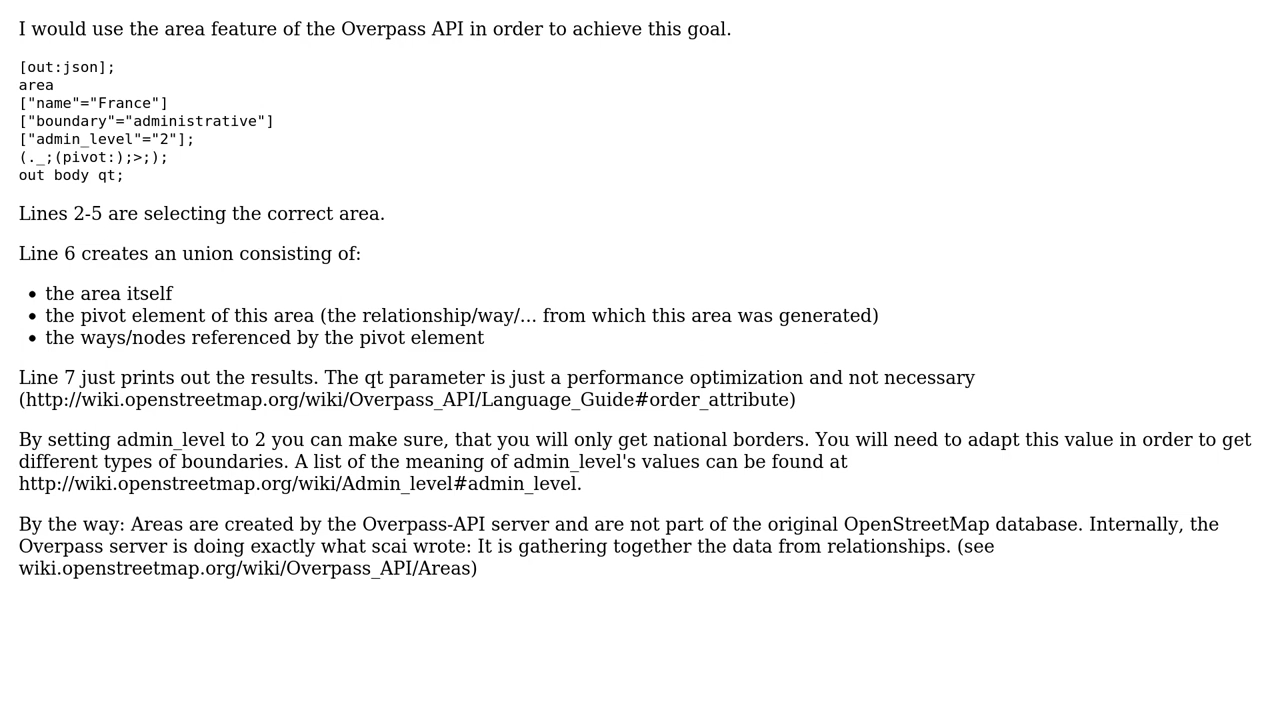 I would use the area feature of the Overpass API in order to achieve this goal.
[out:json];
area
["name"="France"]
["boundary"="administrative"]
["admin_level"="2"];
(._;(pivot:);>;);
out body qt;
Lines 2-5 are selecting the correct area.
Line 6 creates an union consisting of:
• the area itself
• the pivot element of this area (the relationship/way/... from which this area was generated)
• the ways/nodes referenced by the pivot element
Line 7 just prints out the results. The qt parameter is just a performance optimization and not necessary
(http://wiki.openstreetmap.org/wiki/Overpass_API/Language_Guide#order_attribute)
By setting admin_level to 2 you can make sure, that you will only get national borders. You will need to adapt this value in order to get
different types of boundaries. A list of the meaning of admin_level's values can be found at
http://wiki.openstreetmap.org/wiki/Admin_level#admin_level.
By the way: Areas are created by the Overpass-API server and are not part of the original OpenStreetMap database. Internally, the
Overpass server is doing exactly what scai wrote: It is gathering together the data from relationships. (see
wiki.openstreetmap.org/wiki/Overpass_API/Areas)